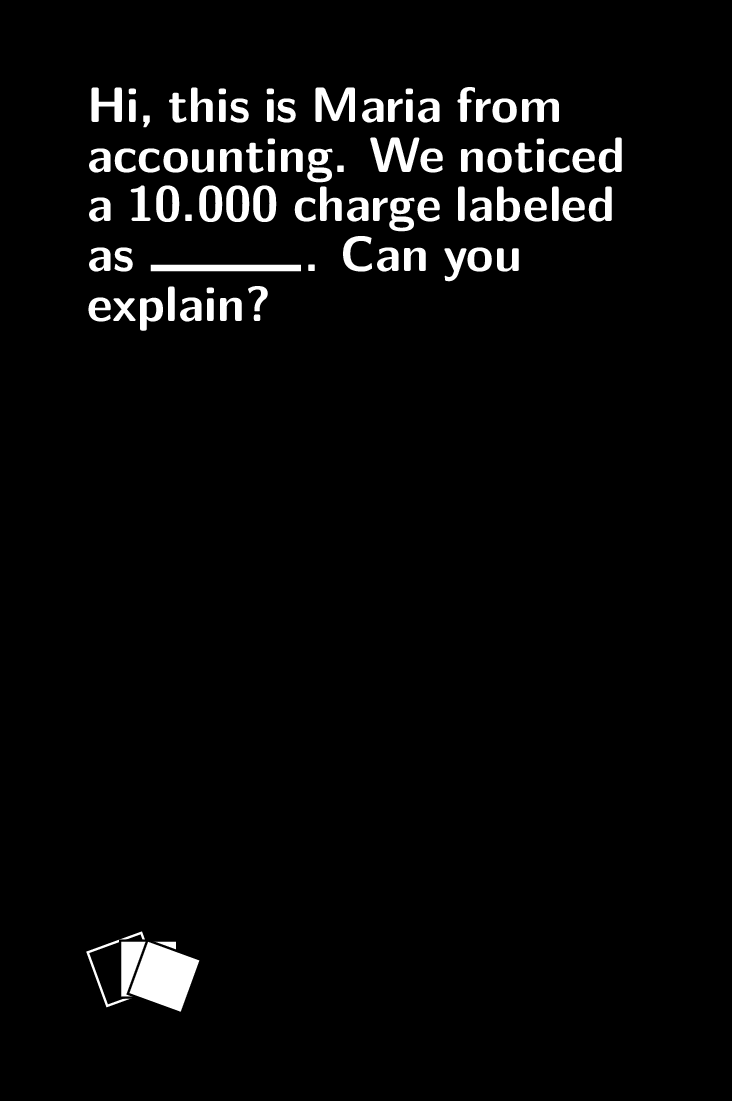 Hi, this is Maria from
accounting. We noticed
a 10.000 charge labeled
as ______. Can you
explain?